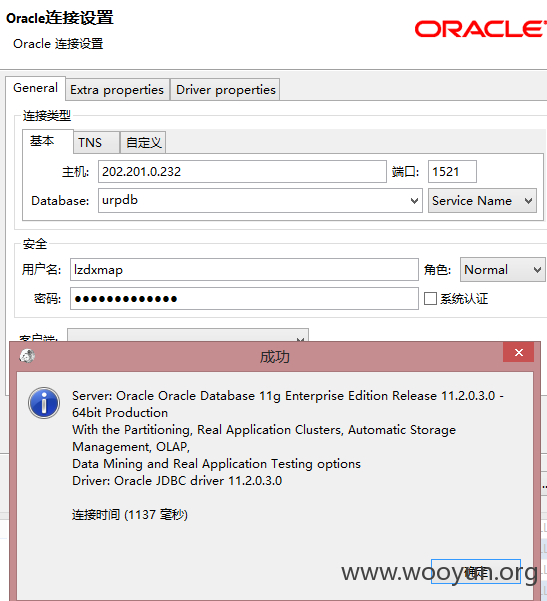 Oracle连接设置
Oracle 连接设置
ORACLE
General Extra properties Driver properties
连接类型
基本 TNS 自定义
主机: 202.201.0.232 端口: 1521
Database: urpdb Service Name
安全
用户名: lzdxmap 角色: Normal
密码: ●●●●●●●●●●●●● 系统认证
客户端:
成功
Server: Oracle Oracle Database 11g Enterprise Edition Release 11.2.0.3.0 -
64bit Production
With the Partitioning, Real Application Clusters, Automatic Storage
Management, OLAP,
Data Mining and Real Application Testing options
Driver: Oracle JDBC driver 11.2.0.3.0
连接时间 (1137 毫秒)
确定
www.wooyun.org